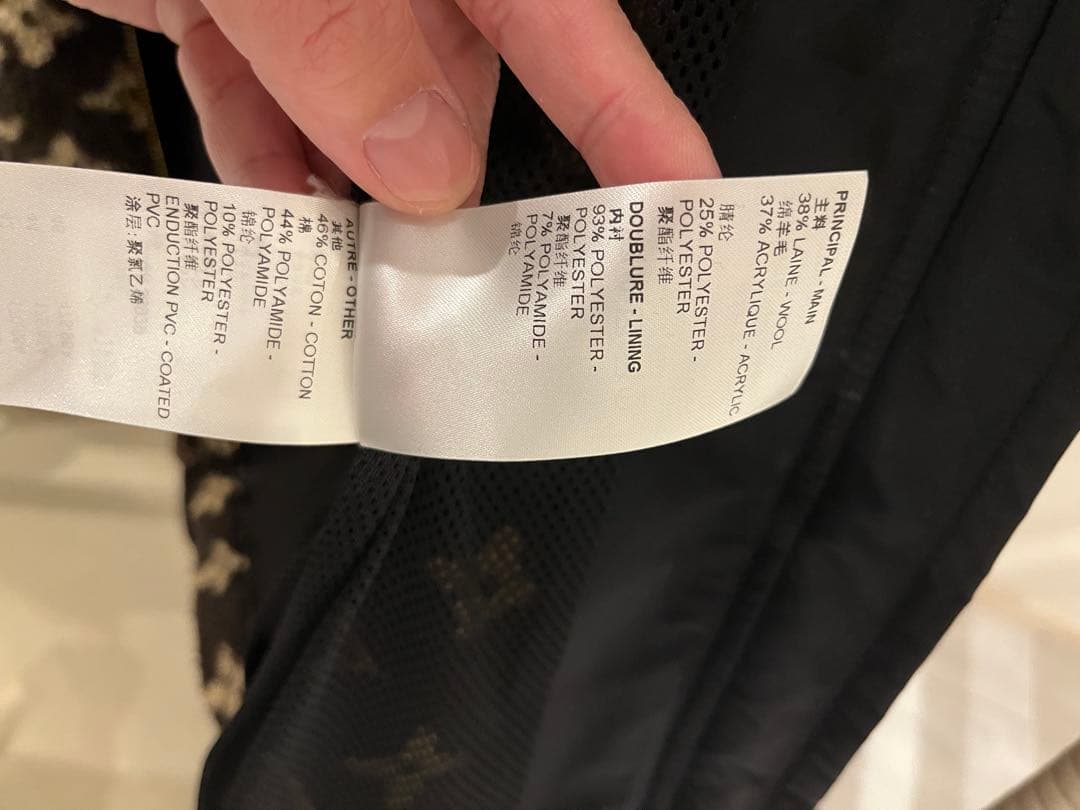 PRINCIPAL - MAIN
主料
38% LAINE - WOOL
绵羊毛
37% ACRYLIQUE - ACRYLIC
腈纶
25% POLYESTER -
POLYESTER
聚酯纤维
DOUBLURE - LINING
内衬
93% POLYESTER -
POLYESTER
聚酯纤维
7% POLYAMIDE -
POLYAMIDE
锦纶
AUTRE - OTHER
其他
46% COTON - COTTON
棉
44% POLYAMIDE -
POLYAMIDE
锦纶
10% POLYESTER -
POLYESTER
聚酯纤维
ENDUCTION PVC - COATED
PVC
涂层:聚氯乙烯